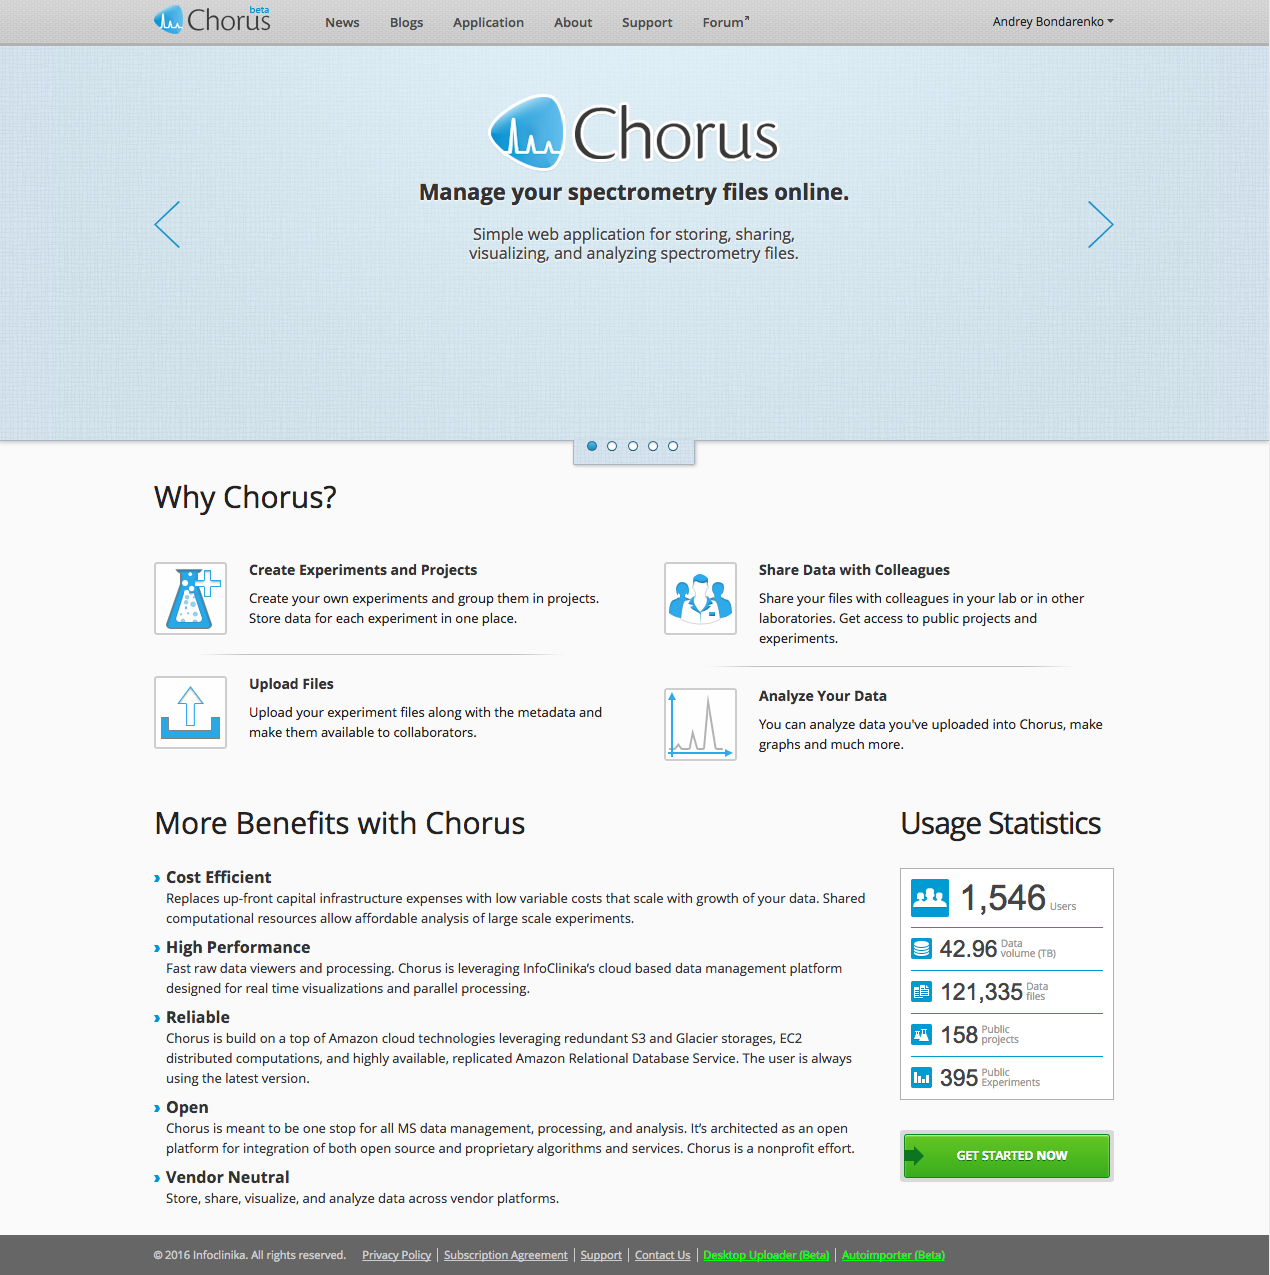 Chorus beta
News Blogs Application About Support Forum
Andrey Bondarenko
Chorus
Manage your spectrometry files online.
Simple web application for storing, sharing,
visualizing, and analyzing spectrometry files.
Why Chorus?
Create Experiments and Projects
Create your own experiments and group them in projects.
Store data for each experiment in one place.
Share Data with Colleagues
Share your files with colleagues in your lab or in other
laboratories. Get access to public projects and
experiments.
Upload Files
Upload your experiment files along with the metadata and
make them available to collaborators.
Analyze Your Data
You can analyze data you've uploaded into Chorus, make
graphs and much more.
More Benefits with Chorus
Cost Efficient
Replaces up-front capital infrastructure expenses with low variable costs that scale with growth of your data. Shared
computational resources allow affordable analysis of large scale experiments.
High Performance
Fast raw data viewers and processing. Chorus is leveraging InfoClinika's cloud based data management platform
designed for real time visualizations and parallel processing.
Reliable
Chorus is build on a top of Amazon cloud technologies leveraging redundant S3 and Glacier storages, EC2
distributed computations, and highly available, replicated Amazon Relational Database Service. The user is always
using the latest version.
Open
Chorus is meant to be one stop for all MS data management, processing, and analysis. It's architected as an open
platform for integration of both open source and proprietary algorithms and services. Chorus is a nonprofit effort.
Vendor Neutral
Store, share, visualize, and analyze data across vendor platforms.
Usage Statistics
1,546 Users
42.96 Data volume (TB)
121,335 Data files
158 Public projects
395 Public Experiments
GET STARTED NOW
© 2016 Infoclinika. All rights reserved. Privacy Policy | Subscription Agreement | Support | Contact Us | Desktop Uploader (Beta) | Autoimporter (Beta)